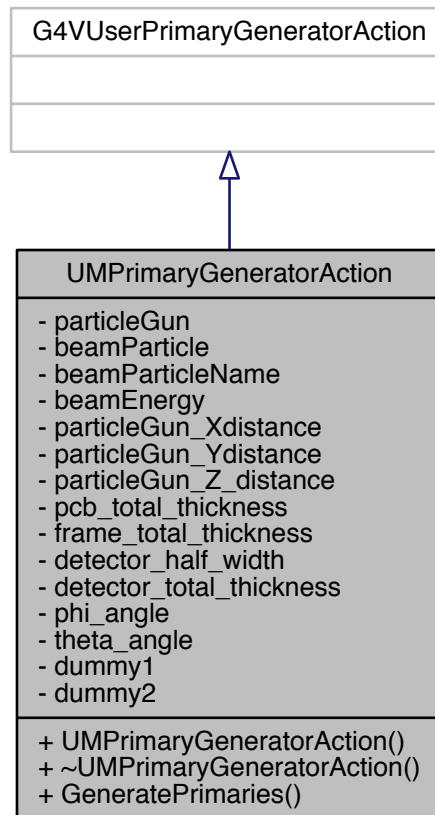 G4VUserPrimaryGeneratorAction
UMPrimaryGeneratorAction
- particleGun
- beamParticle
- beamParticleName
- beamEnergy
- particleGun_Xdistance
- particleGun_Ydistance
- particleGun_Z_distance
- pcb_total_thickness
- frame_total_thickness
- detector_half_width
- detector_total_thickness
- phi_angle
- theta_angle
- dummy1
- dummy2
+ UMPrimaryGeneratorAction()
+ ~UMPrimaryGeneratorAction()
+ GeneratePrimaries()